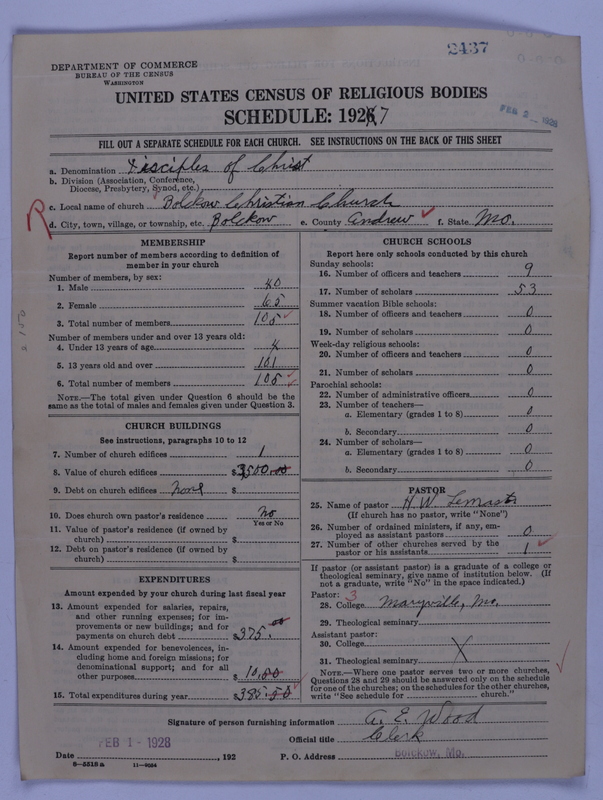 2437
DEPARTMENT OF COMMERCE
BUREAU OF THE CENSUS
WASHINGTON
UNITED STATES CENSUS OF RELIGIOUS BODIES
SCHEDULE: 1926 7
FEB 2 1928
FILL OUT A SEPARATE SCHEDULE FOR EACH CHURCH. SEE INSTRUCTIONS ON THE BACK OF THIS SHEET
a. Denomination Disciples of Christ
b. Division (Association, Conference,
Diocese, Presbytery, Synod, etc.)
c. Local name of church Bolckow Christian Church
R d. City, town, village, or township, etc. Bolckow e. County Andrew f. State Mo.
MEMBERSHIP
Report number of members according to definition of
member in your church
Number of members, by sex:
1. Male 40
2. Female 65
3. Total number of members 105
Number of members under and over 13 years old:
4. Under 13 years of age 4
5. 13 years old and over 101
6. Total number of members 105
NOTE.—The total given under Question 6 should be the
same as the total of males and females given under Question 3.
CHURCH BUILDINGS
See instructions, paragraphs 10 to 12
7. Number of church edifices 1
8. Value of church edifices $3500.00
9. Debt on church edifices none $
10. Does church own pastor's residence no
Yes or No
11. Value of pastor's residence (if owned by
church) $
12. Debt on pastor's residence (if owned by
church) $
EXPENDITURES
Amount expended by your church during last fiscal year
13. Amount expended for salaries, repairs,
and other running expenses; for im-
provements or new buildings; and for
payments on church debt $375.00
14. Amount expended for benevolences, in-
cluding home and foreign missions; for
denominational support; and for all
other purposes 10.50
15. Total expenditures during year $385.50
CHURCH SCHOOLS
Report here only schools conducted by this church
Sunday schools:
16. Number of officers and teachers 9
17. Number of scholars 53
Summer vacation Bible schools:
18. Number of officers and teachers 0
19. Number of scholars 0
Week-day religious schools:
20. Number of officers and teachers 0
21. Number of scholars 0
Parochial schools:
22. Number of administrative officers 0
23. Number of teachers—
a. Elementary (grades 1 to 8) 0
b. Secondary 0
24. Number of scholars—
a. Elementary (grades 1 to 8) 0
b. Secondary 0
PASTOR
25. Name of pastor H. W.
(If church has no pastor, write "None")
26. Number of ordained ministers, if any, em-
ployed as assistant pastors 0
27. Number of other churches served by the
pastor or his assistants 1
If pastor (or assistant pastor) is a graduate of a college or
theological seminary, give name of institution below. (If
not a graduate, write "No" in the space indicated.)
Pastor: 3
28. College Maryville, Mo.
29. Theological seminary
Assistant pastor:
30. College
31. Theological seminary
NOTE.—Where one pastor serves two or more churches,
Questions 28 and 29 should be answered only on the schedule
for one of the churches; on the schedules for the other churches,
write "See schedule for church."
Signature of person furnishing information A. E. Wood
Official title Clerk
FEB 1 - 1928
Date , 192 P. O. Address Bolckow, Mo.
8—5518 a 11—9684